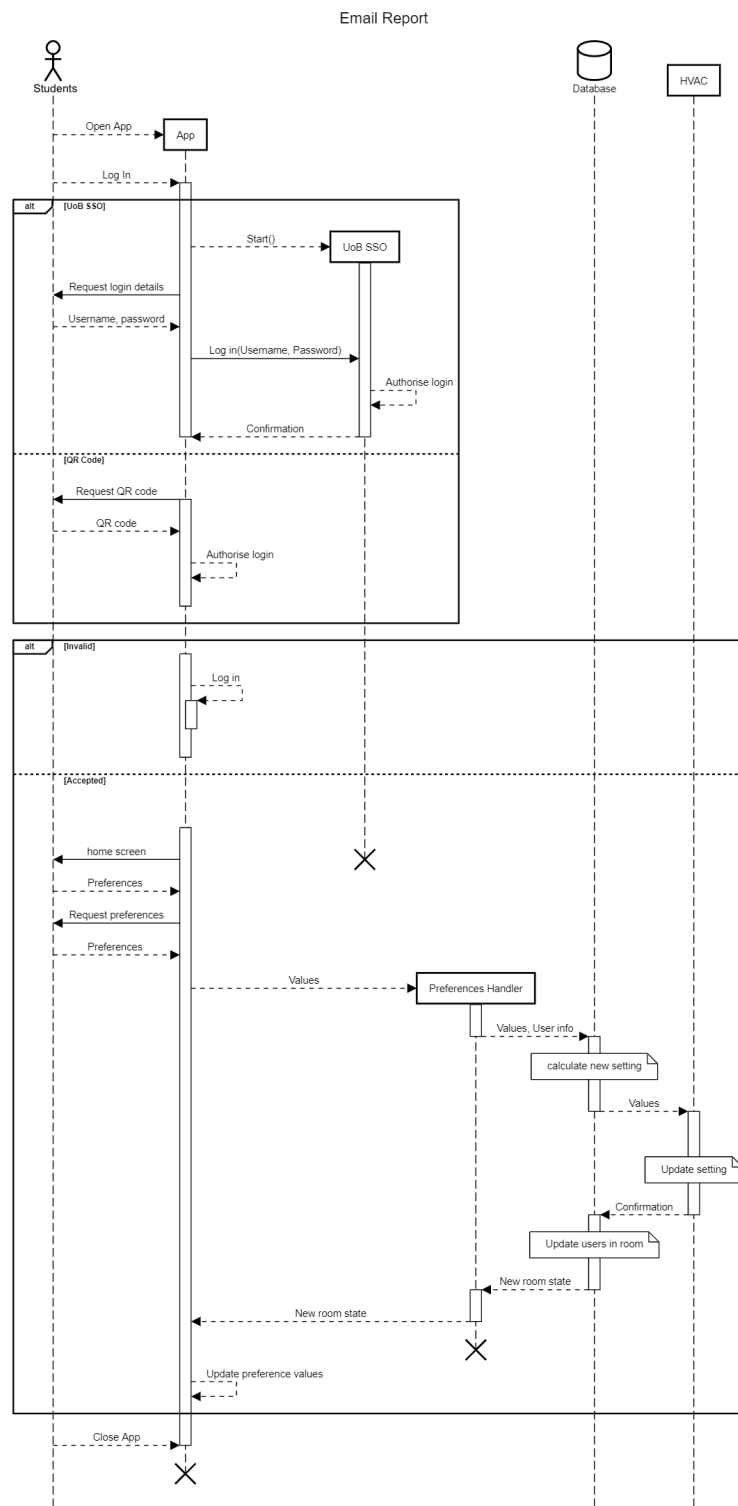 Email Report
Students
Database
HVAC
Open App
App
Log In
alt
[UoB SSO]
Start()
UoB SSO
Request login details
Username, password
Log in(Username, Password)
Authorise login
Confirmation
[QR Code]
Request QR code
QR code
Authorise login
alt
[Invalid]
Log in
[Accepted]
home screen
Preferences
Request preferences
Preferences
Values
Preferences Handler
Values, User info
calculate new setting
Values
Update setting
Confirmation
Update users in room
New room state
New room state
Update preference values
Close App